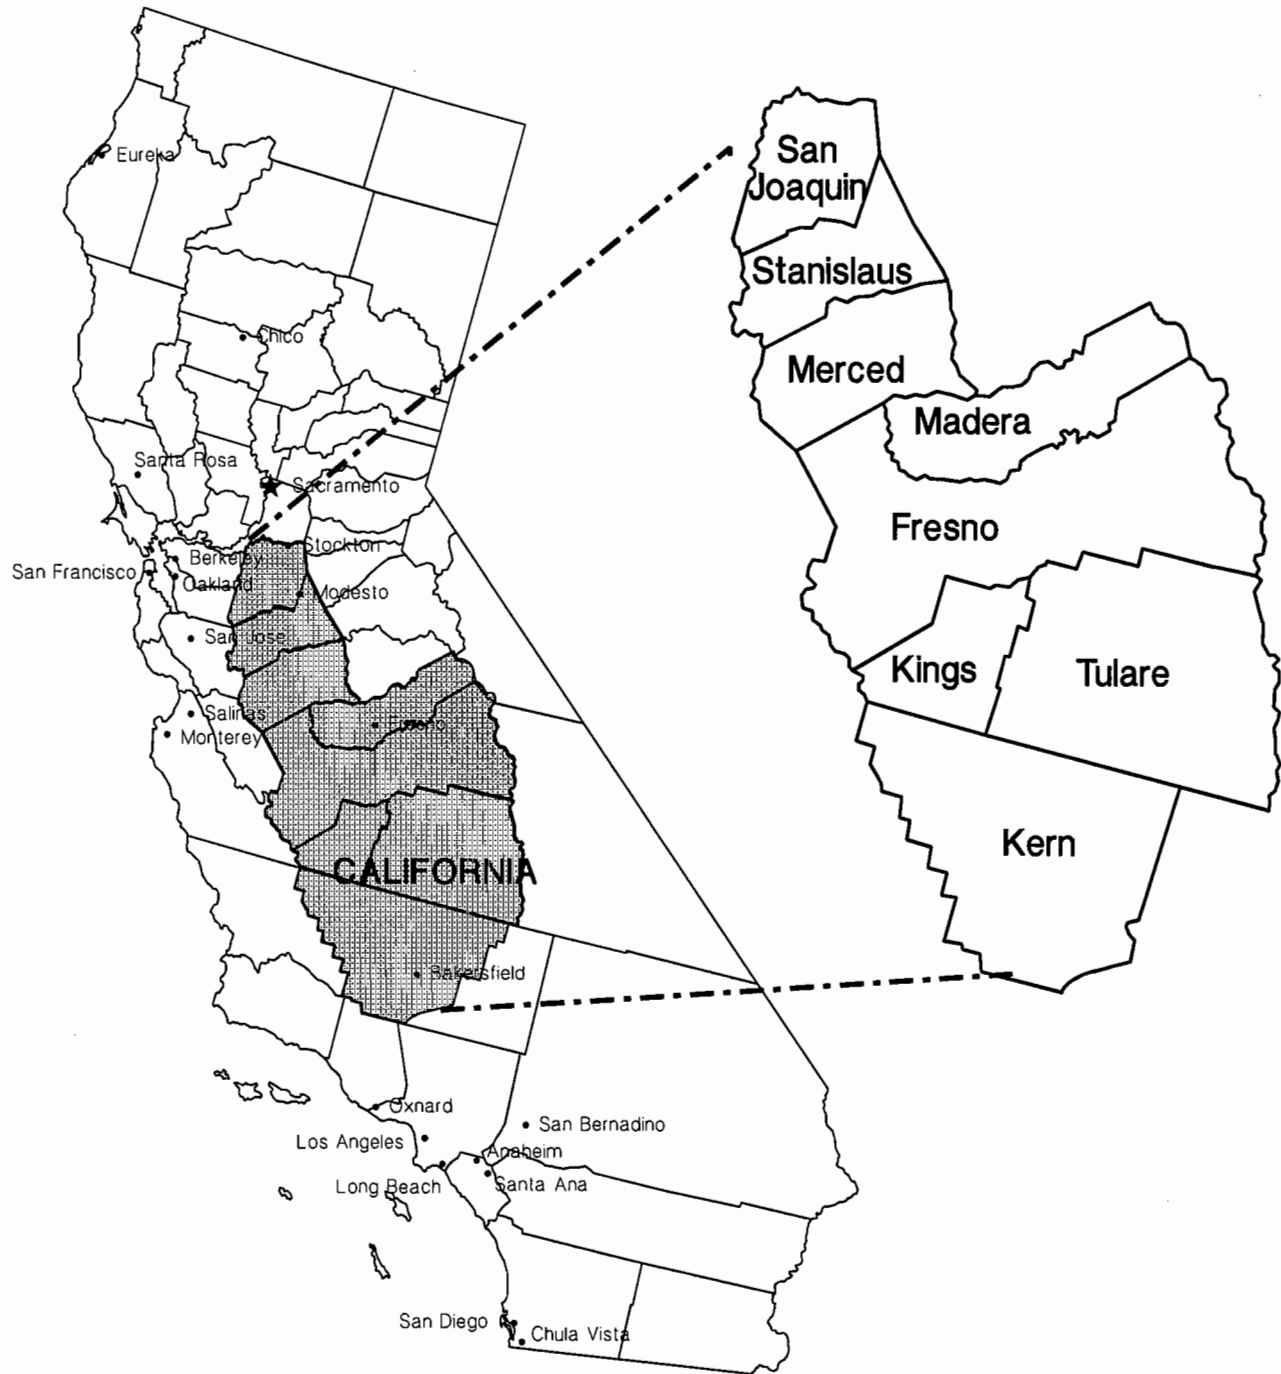 Eureka
Chico
Santa Rosa
Sacramento
Stockton
Berkeley
San Francisco
Oakland
Modesto
San Jose
Salinas
Monterey
Fresno
CALIFORNIA
Bakersfield
Oxnard
San Bernadino
Los Angeles
Anaheim
Long Beach
Santa Ana
San Diego
Chula Vista
San
Joaquin
Stanislaus
Merced
Madera
Fresno
Kings
Tulare
Kern